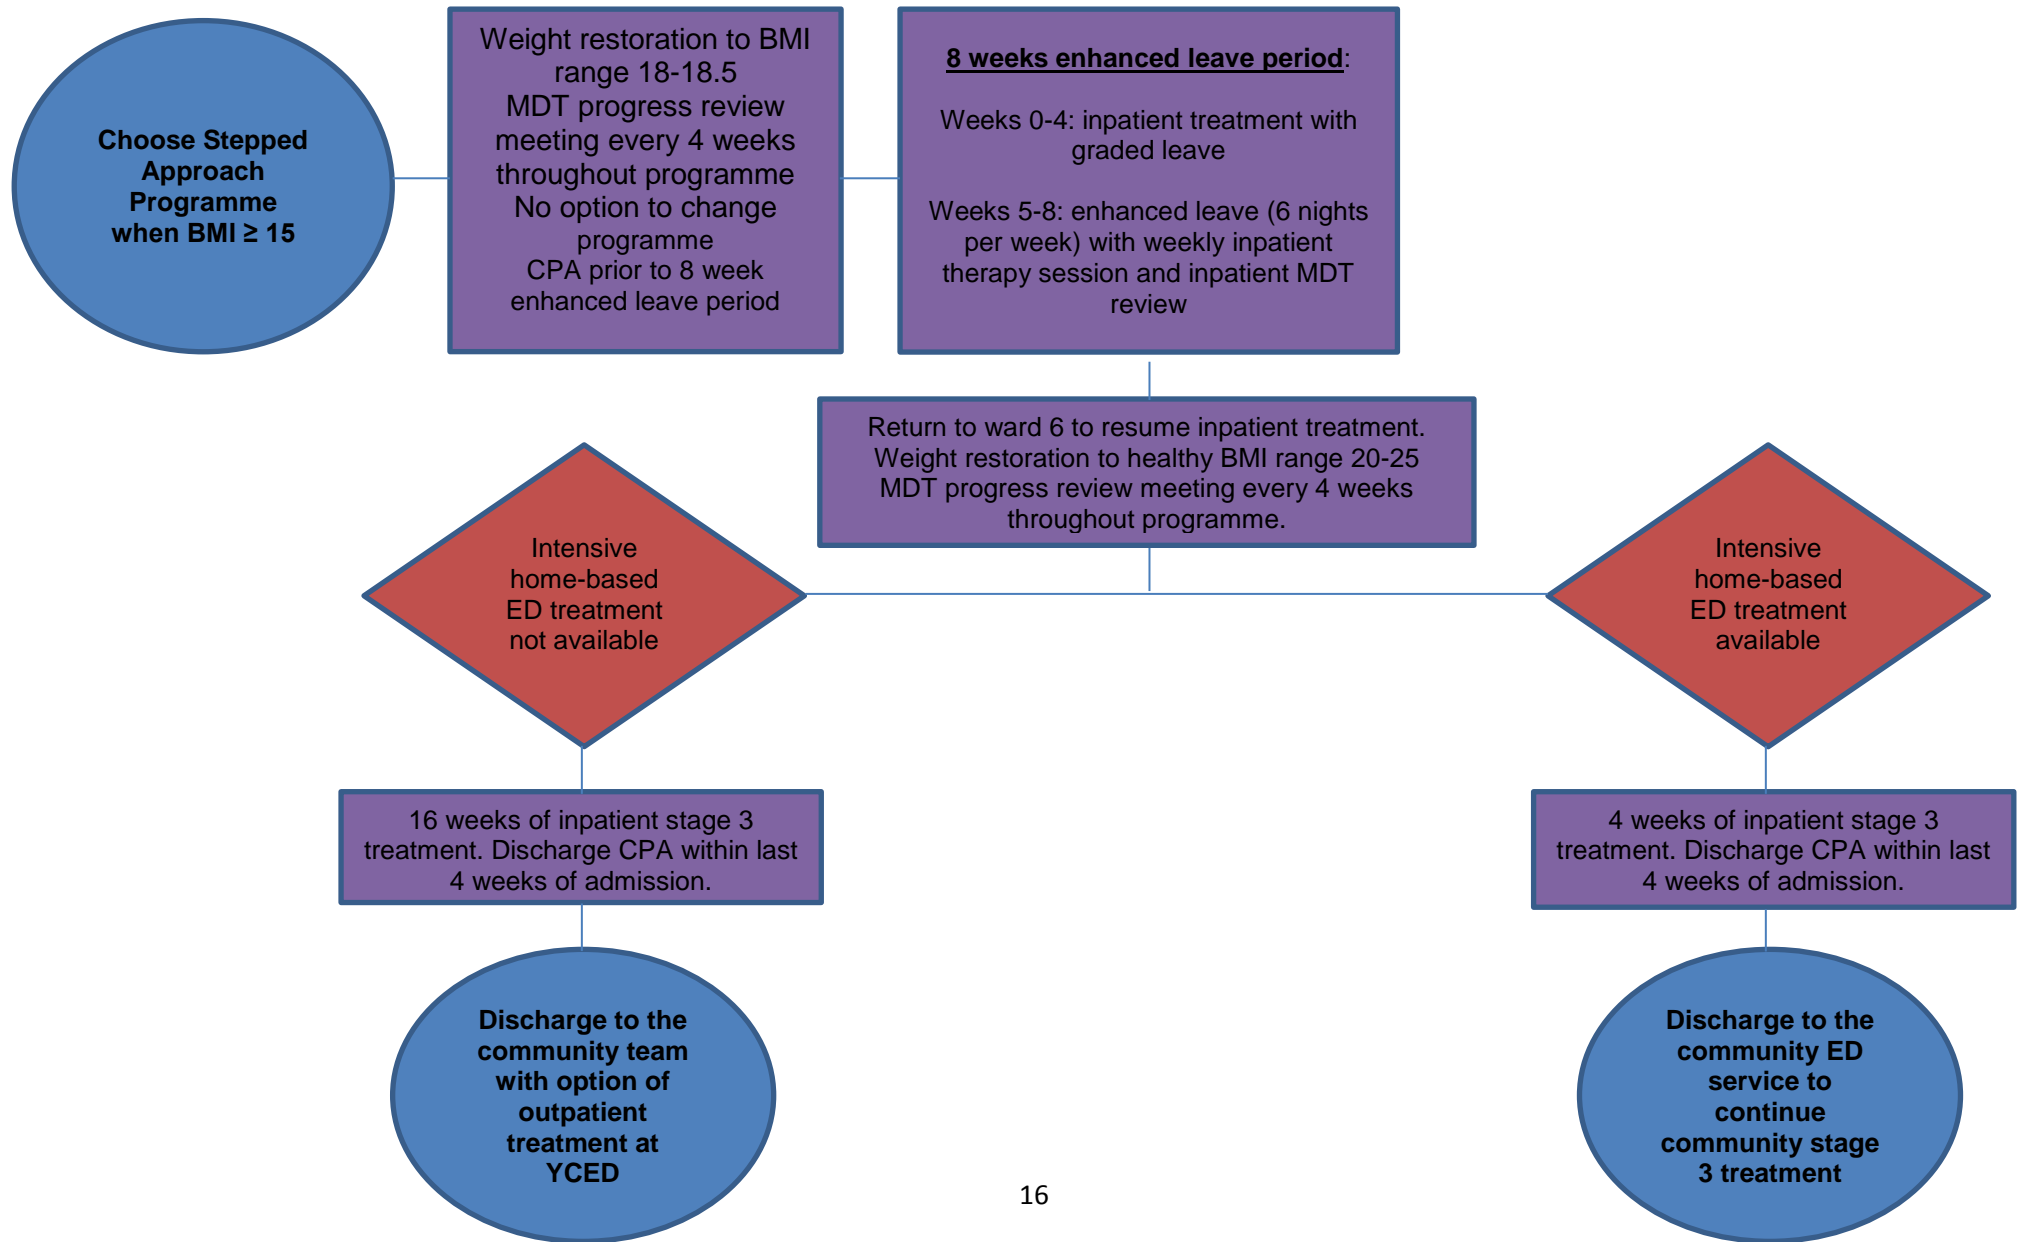 Choose Stepped
Approach
Programme
when BMI ≥ 15
Weight restoration to BMI
range 18-18.5
MDT progress review
meeting every 4 weeks
throughout programme
No option to change
programme
CPA prior to 8 week
enhanced leave period
8 weeks enhanced leave period:
Weeks 0-4: inpatient treatment with
graded leave
Weeks 5-8: enhanced leave (6 nights
per week) with weekly inpatient
therapy session and inpatient MDT
review
Return to ward 6 to resume inpatient treatment.
Weight restoration to healthy BMI range 20-25
MDT progress review meeting every 4 weeks
throughout programme.
Intensive
home-based
ED treatment
not available
Intensive
home-based
ED treatment
available
16 weeks of inpatient stage 3
treatment. Discharge CPA within last
4 weeks of admission.
4 weeks of inpatient stage 3
treatment. Discharge CPA within last
4 weeks of admission.
Discharge to the
community team
with option of
outpatient
treatment at
YCED
Discharge to the
community ED
service to
continue
community stage
3 treatment
16